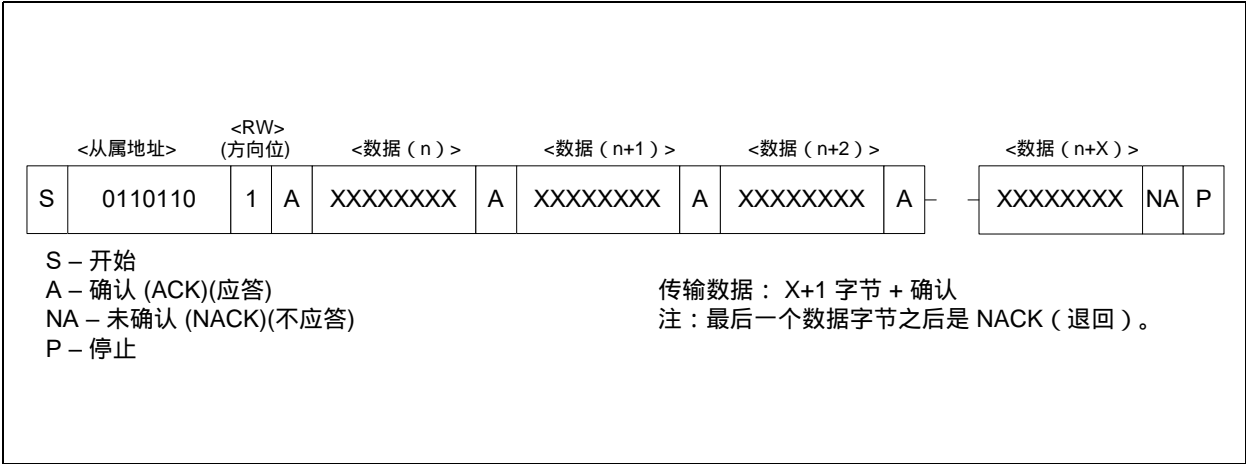 <RW>
<从属地址> (方向位) <数据（n）> <数据（n+1）> <数据（n+2）> <数据（n+X）>
S 0110110 1 A XXXXXXXX A XXXXXXXX A XXXXXXXX A XXXXXXXX NA P
S – 开始
A – 确认 (ACK)(应答)
NA – 未确认 (NACK)(不应答)
P – 停止
传输数据： X+1 字节 + 确认
注：最后一个数据字节之后是 NACK（退回）。